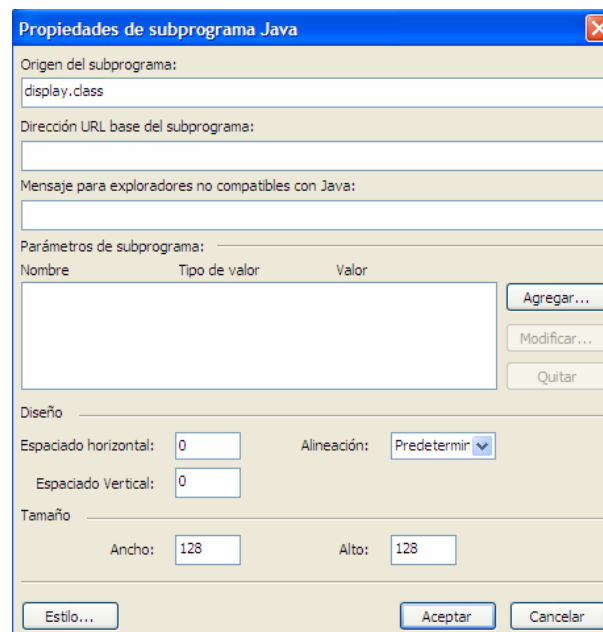 Propiedades de subprograma Java
Origen del subprograma:
display.class
Dirección URL base del subprograma:
Mensaje para exploradores no compatibles con Java:
Parámetros de subprograma:
Nombre Tipo de valor Valor
Agregar...
Modificar...
Quitar
Diseño
Espaciado horizontal: 0 Alineación: Predetermir
Espaciado Vertical: 0
Tamaño
Ancho: 128 Alto: 128
Estilo... Aceptar Cancelar